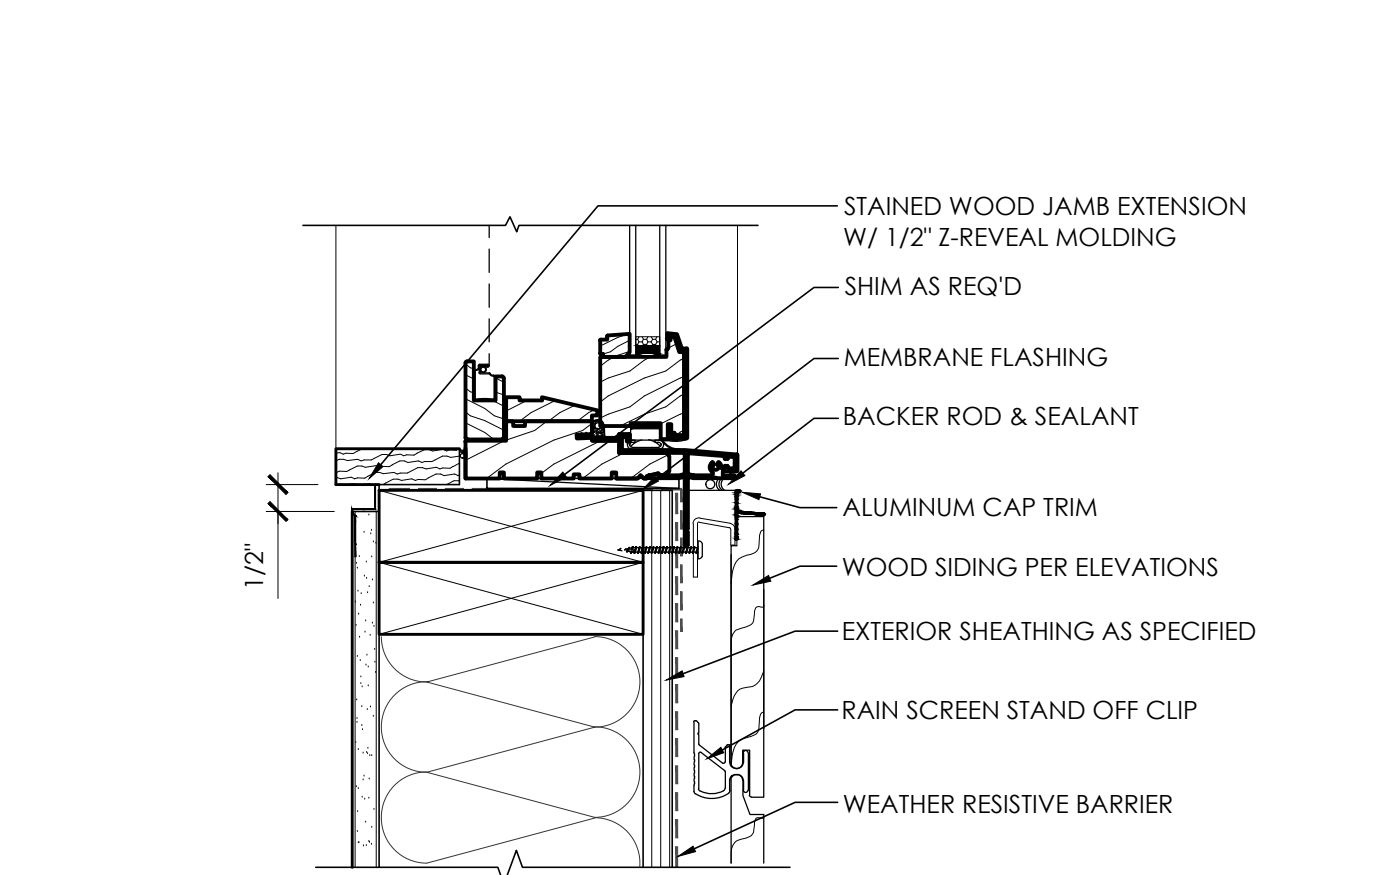 STAINED WOOD JAMB EXTENSION
W/ 1/2" Z-REVEAL MOLDING
SHIM AS REQ'D
MEMBRANE FLASHING
BACKER ROD & SEALANT
ALUMINUM CAP TRIM
1/2"
WOOD SIDING PER ELEVATIONS
EXTERIOR SHEATHING AS SPECIFIED
RAIN SCREEN STAND OFF CLIP
WEATHER RESISTIVE BARRIER